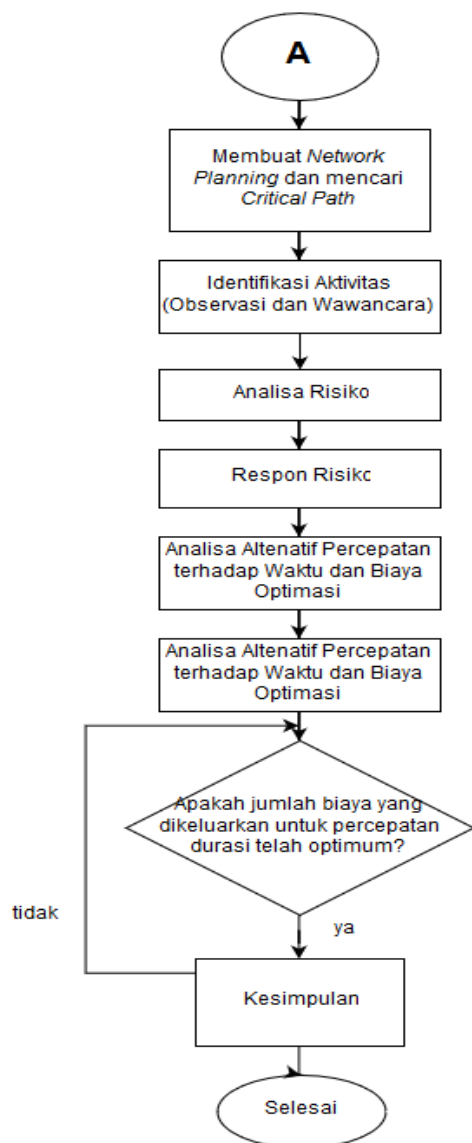 A
Membuat Network
Planning dan mencari
Critical Path
Identifikasi Aktivitas
(Observasi dan Wawancara)
Analisa Risiko
Respon Risiko
Analisa Altenatif Percepatan
terhadap Waktu dan Biaya
Optimasi
Analisa Altenatif Percepatan
terhadap Waktu dan Biaya
Optimasi
Apakah jumlah biaya yang
dikeluarkan untuk percepatan
durasi telah optimum?
tidak
ya
Kesimpulan
Selesai